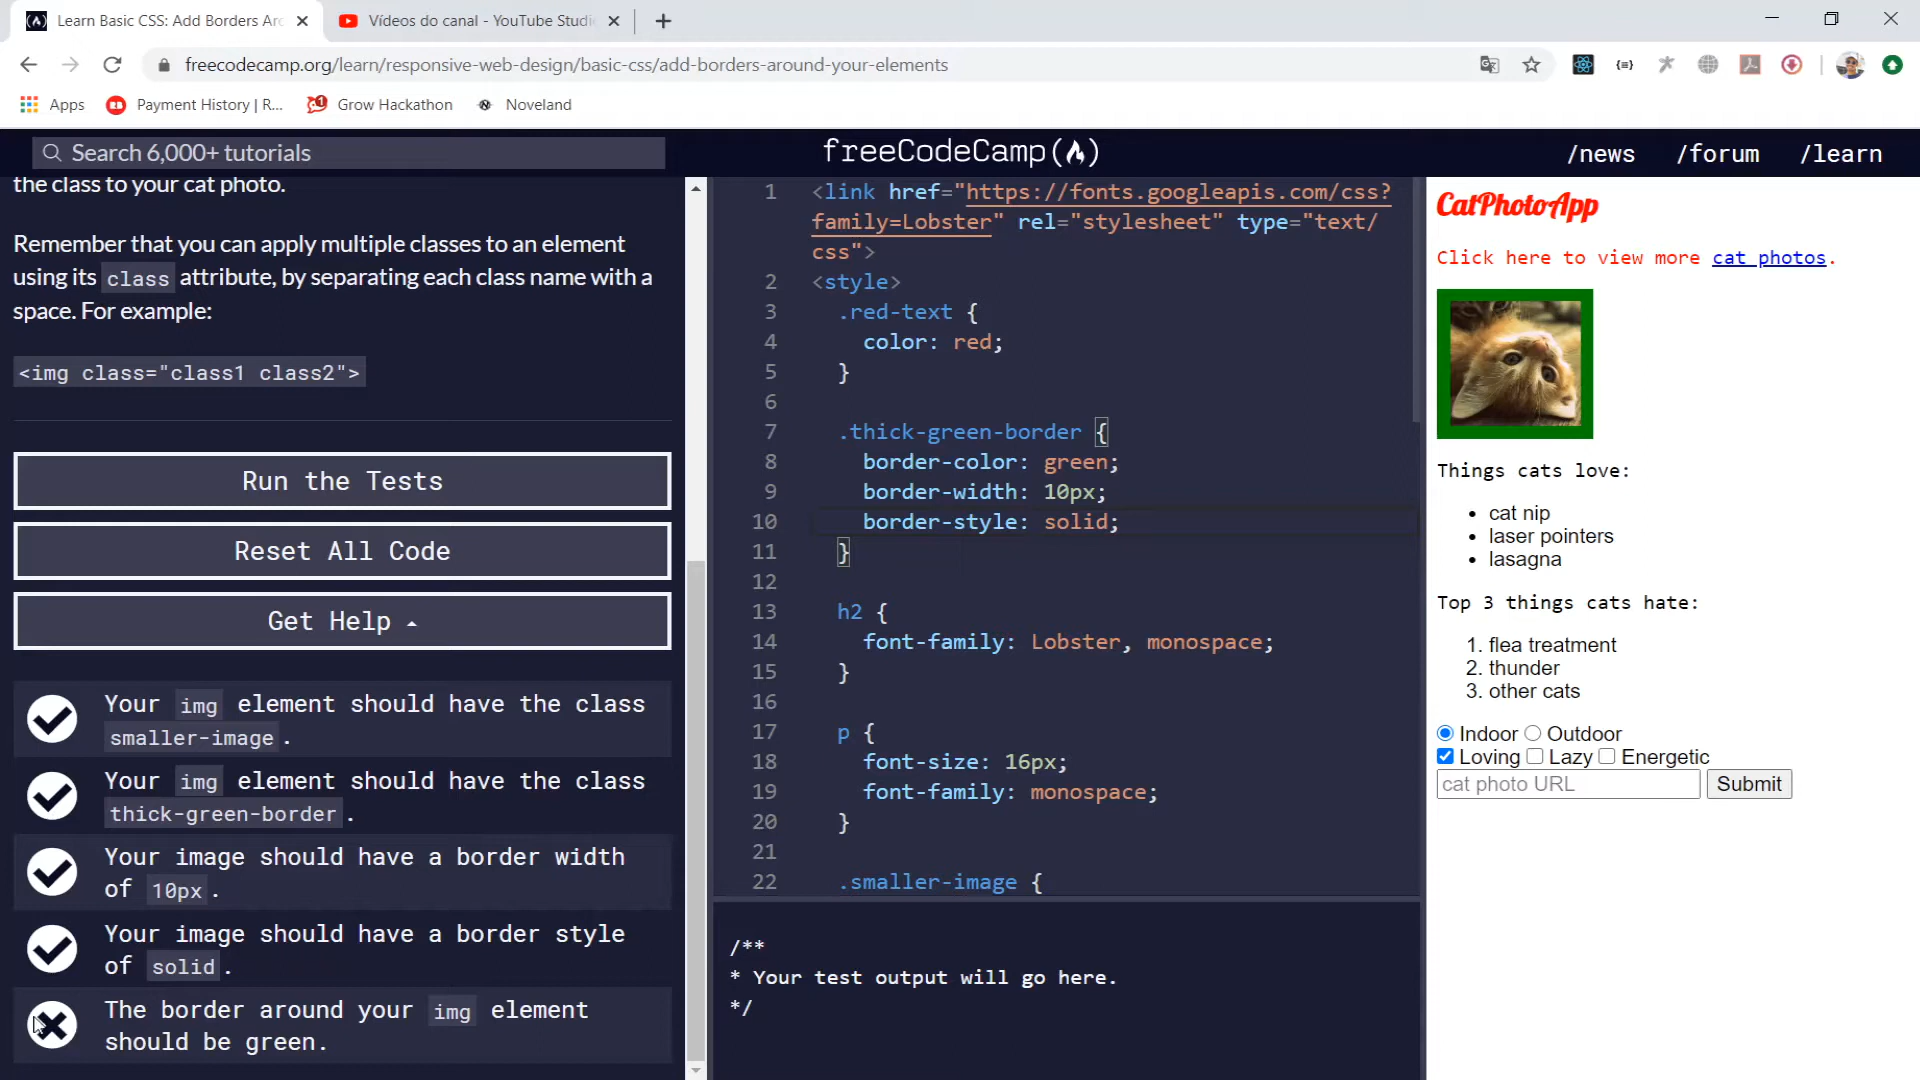 Learn Basic CSS: Add Borders Aro
Vídeos do canal - YouTube Studio
freecodecamp.org/learn/responsive-web-design/basic-css/add-borders-around-your-elements
Apps
Payment History | R...
Grow Hackathon
Noveland
Search 6,000+ tutorials
freeCodeCamp
/news
/forum
/learn
the class to your cat photo.
Remember that you can apply multiple classes to an element
using its class attribute, by separating each class name with a
space. For example:
<img class="class1 class2">
Run the Tests
Reset All Code
Get Help
Your img element should have the class
smaller-image.
Your img element should have the class
thick-green-border.
Your image should have a border width
of 10px.
Your image should have a border style
of solid.
The border around your img element
should be green.
1 <link href="https://fonts.googleapis.com/css?
family=Lobster" rel="stylesheet" type="text/
css">
2 <style>
3 .red-text {
4 color: red;
5 }
6
7 .thick-green-border {
8 border-color: green;
9 border-width: 10px;
10 border-style: solid;
11 }
12
13 h2 {
14 font-family: Lobster, monospace;
15 }
16
17 p {
18 font-size: 16px;
19 font-family: monospace;
20 }
21
22 .smaller-image {
/**
* Your test output will go here.
*/
CatPhotoApp
Click here to view more cat photos.
Things cats love:
cat nip
laser pointers
lasagna
Top 3 things cats hate:
1. flea treatment
2. thunder
3. other cats
Indoor Outdoor
Loving Lazy Energetic
cat photo URL Submit